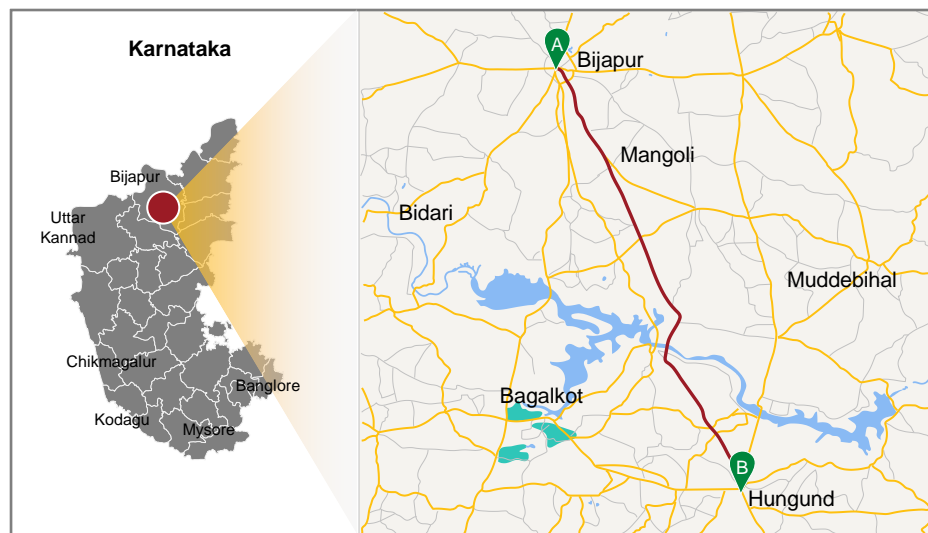 Karnataka
Bijapur
Uttar
Kannad
Chikmagalur
Banglore
Kodagu
Mysore
A
Bijapur
Mangoli
Bidari
Muddebihal
Bagalkot
B
Hungund